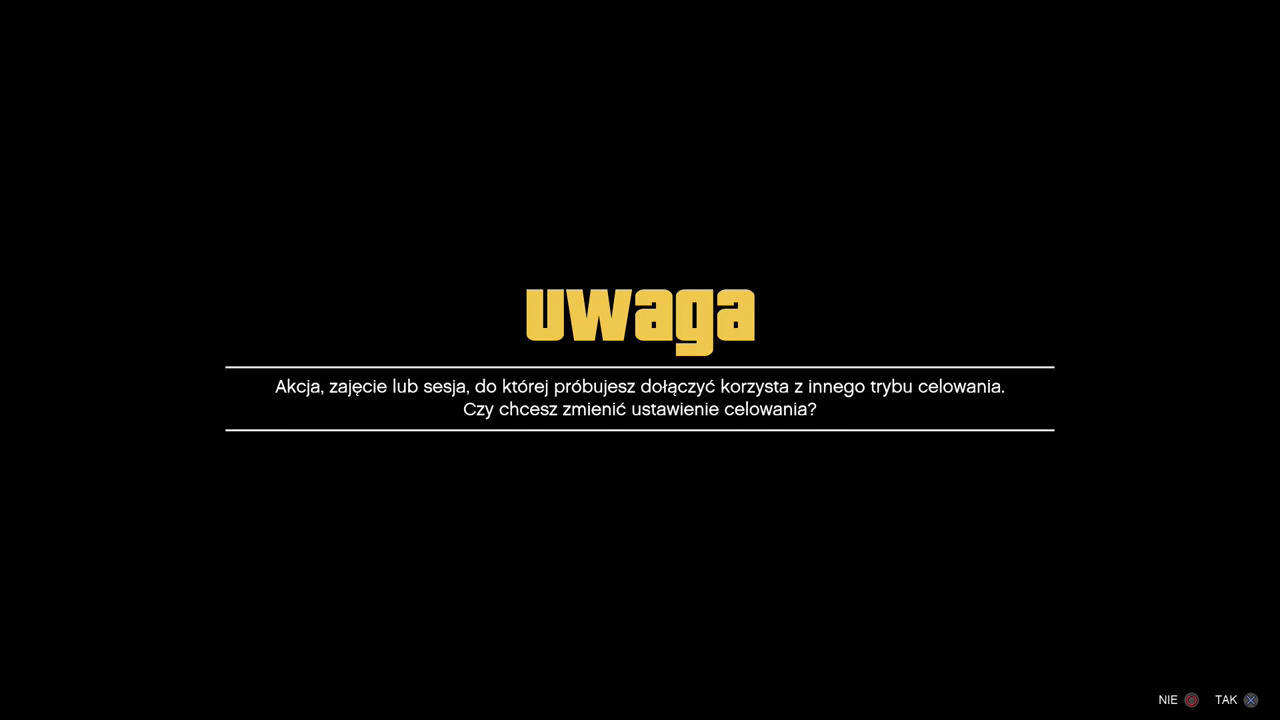 uwaga
Akcja, zajęcie lub sesja, do której próbujesz dołączyć korzysta z innego trybu celowania.
Czy chcesz zmienić ustawienie celowania?
NIE TAK